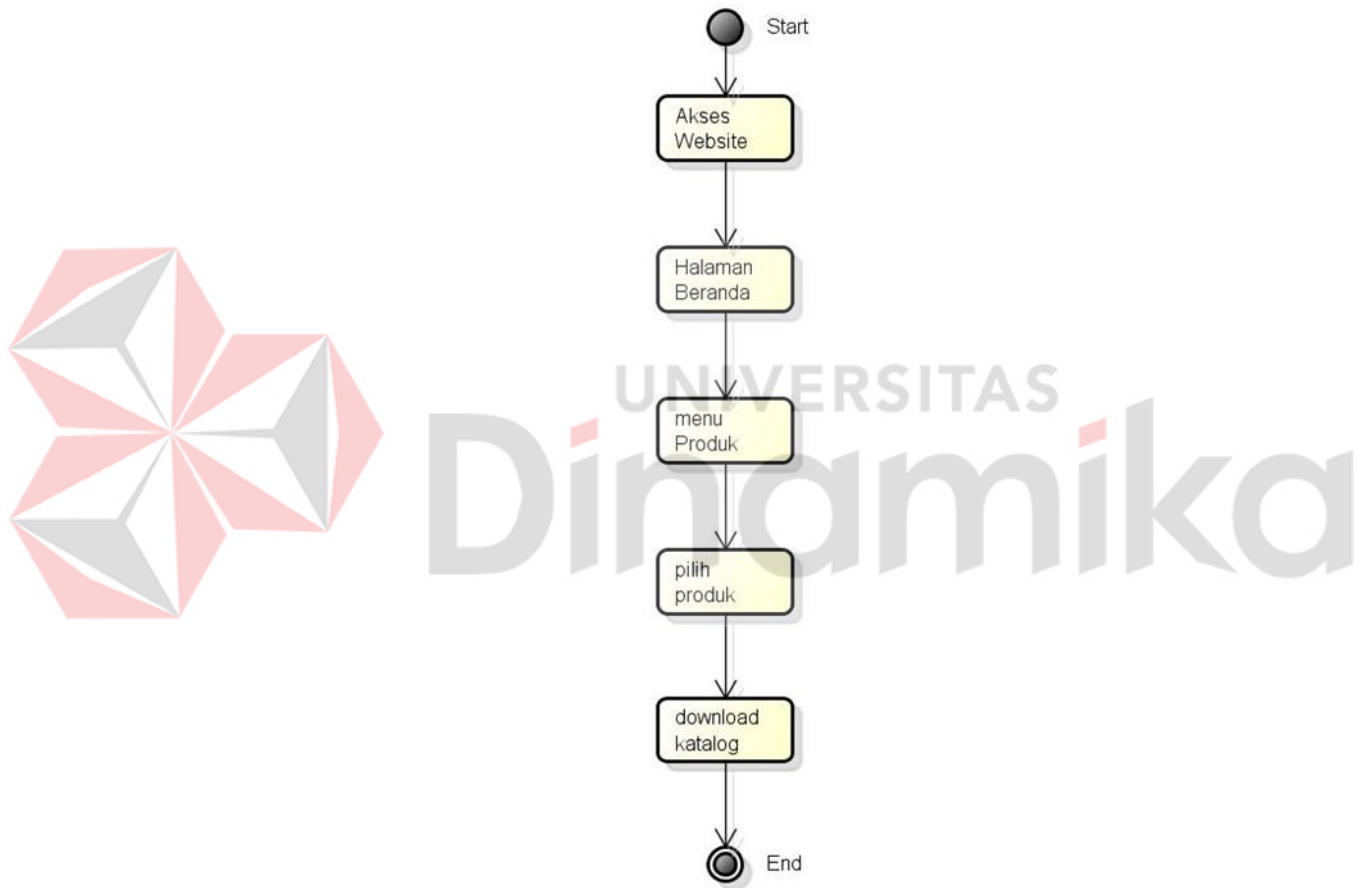 Start
Akses
Website
Halaman
Beranda
UNIVERSITAS
Dinamika
menu
Produk
pilih
produk
download
katalog
End